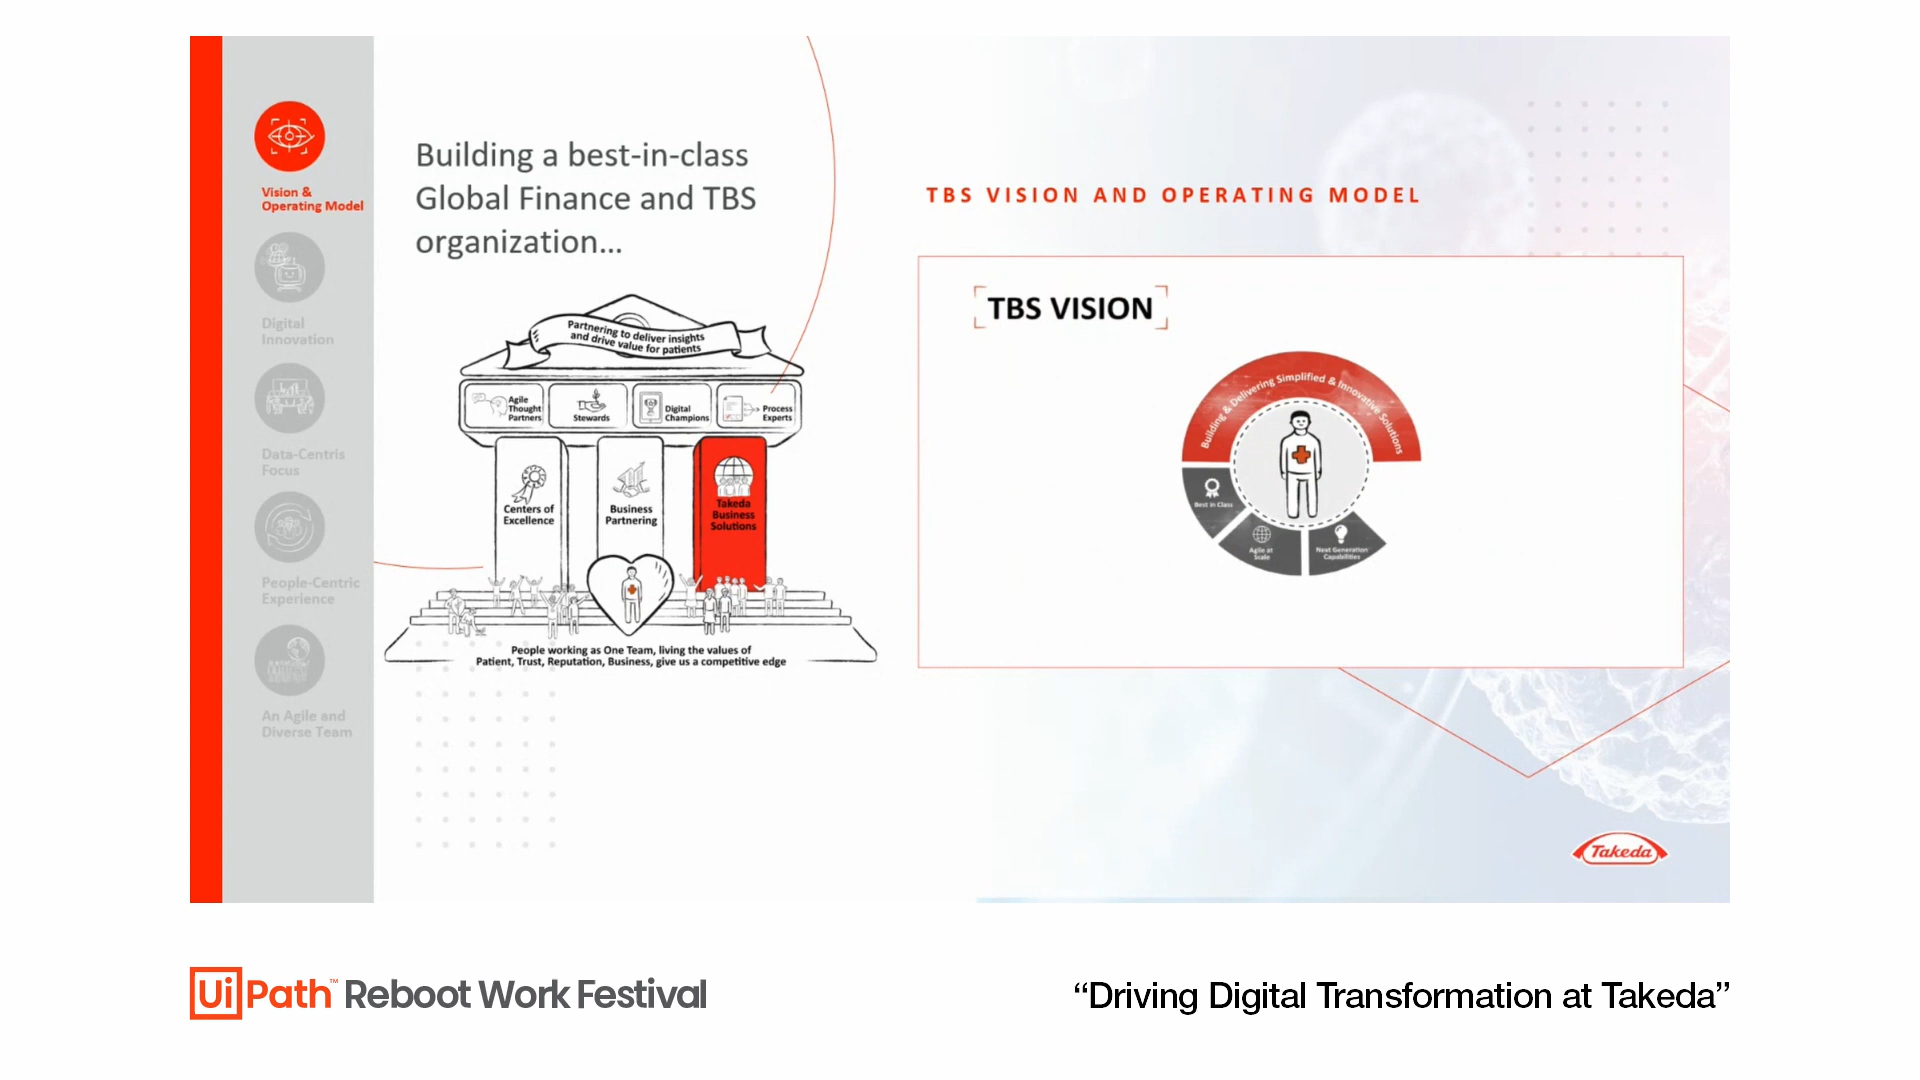 Vision &
Operating Model
Digital
Innovation
Data-Centris
Focus
People-Centric
Experience
An Agile and
Diverse Team
Building a best-in-class
Global Finance and TBS
organization...
Partnering to deliver insights
and drive value for patients
Agile
Thought
Partners
Stewards
Digital
Champions
Process
Experts
Centers of
Excellence
Business
Partnering
Takeda
Business
Solutions
People working as One Team, living the values of
Patient, Trust, Reputation, Business, give us a competitive edge
TBS VISION AND OPERATING MODEL
TBS VISION
Building & Delivering Simplified & Innovative Solutions
Best in Class
Agile at
Scale
Next Generation
Capabilities
Takeda
UiPath™ Reboot Work Festival
“Driving Digital Transformation at Takeda”